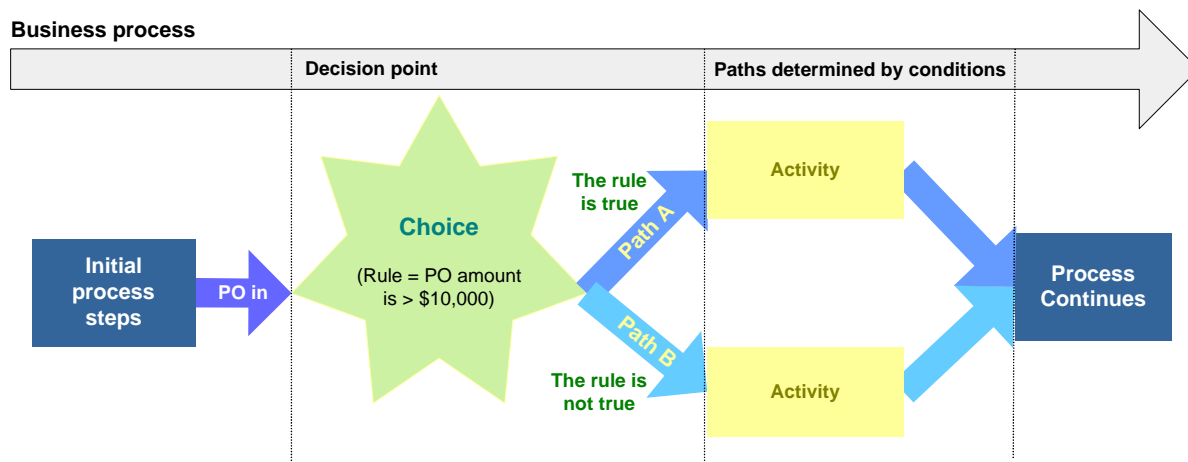 Business process
Decision point
Paths determined by conditions
Initial
process
steps
PO in
Choice
(Rule = PO amount
is > $10,000)
The rule
is true
Path A
Activity
Path B
The rule is
not true
Activity
Process
Continues